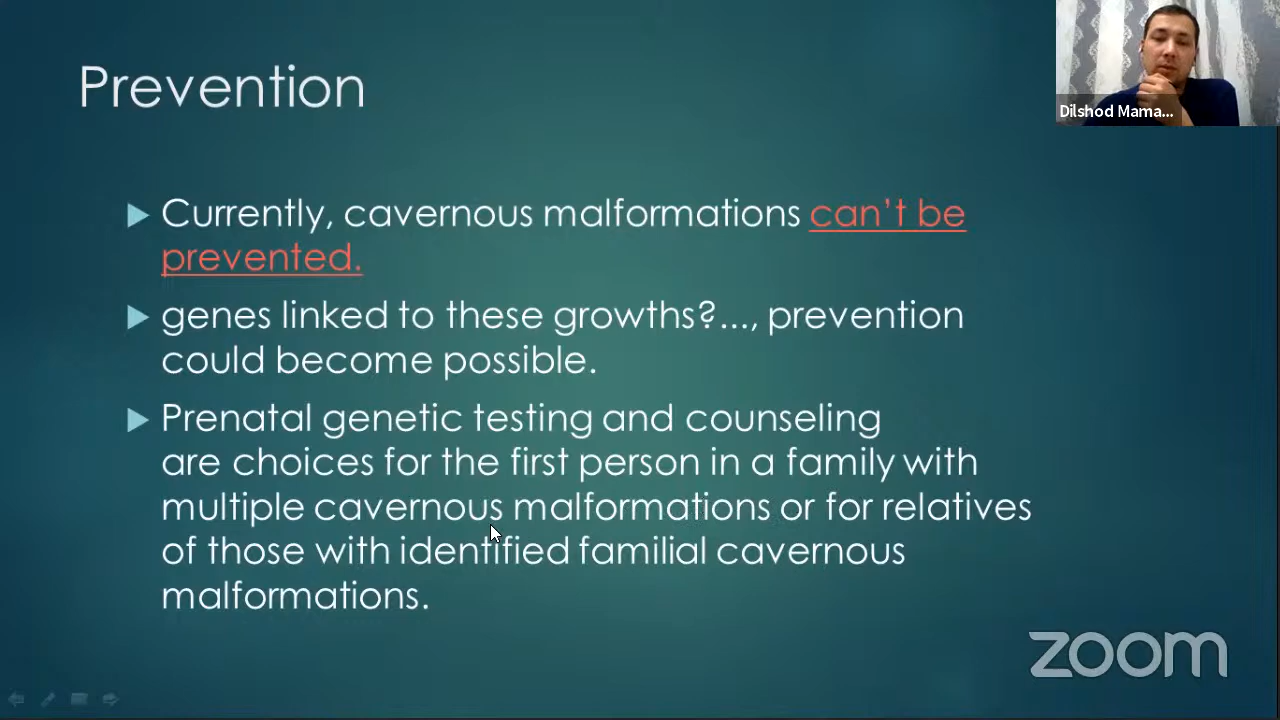 Prevention
Dilshod Mama...
Currently, cavernous malformations can't be
prevented.
genes linked to these growths?..., prevention
could become possible.
Prenatal genetic testing and counseling
are choices for the first person in a family with
multiple cavernous malformations or for relatives
of those with identified familial cavernous
malformations.
zoom